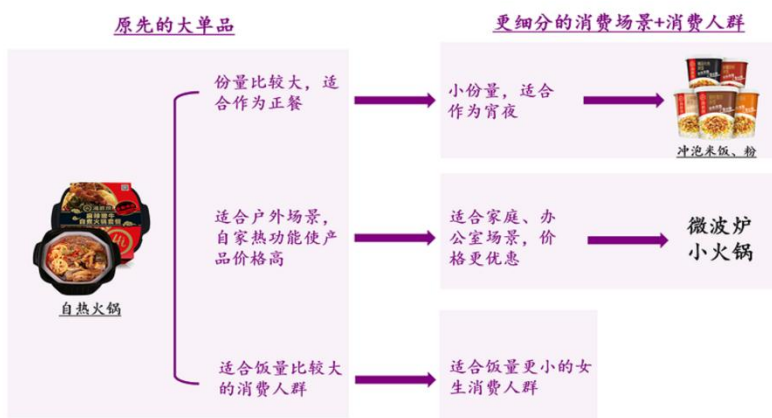 原先的大单品
更细分的消费场景+消费人群
份量比较大，适
合作为正餐
小份量，适合
作为宵夜
冲泡米饭、粉
适合户外场景，
自家热功能使产
品价格高
适合家庭、办
公室场景，价
格更优惠
微波炉
小火锅
自热火锅
适合饭量比较大
的消费人群
适合饭量更小的女
生消费人群